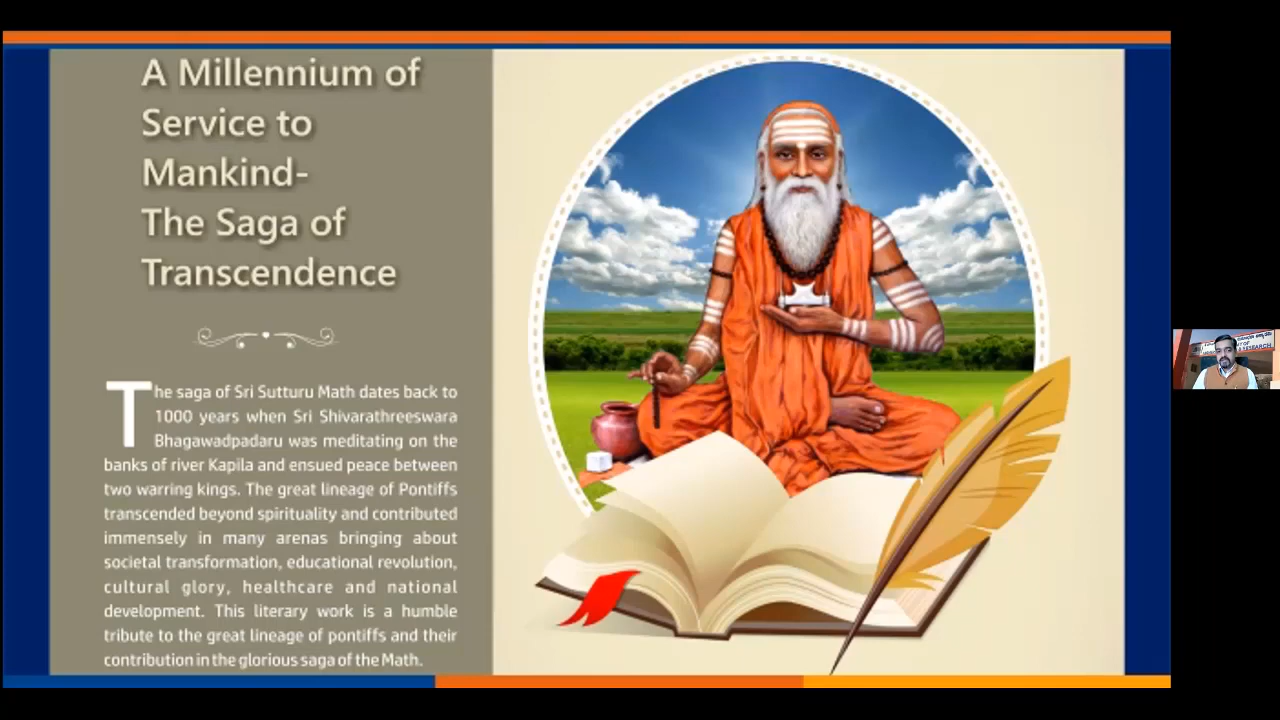 A Millennium of
Service to
Mankind-
The Saga of
Transcendence
The saga of Sri Sutturu Math dates back to
1000 years when Sri Shivarathreeswara
Bhagawadpadaru was meditating on the
banks of river Kapila and ensued peace between
two warring kings. The great lineage of Pontiffs
transcended beyond spirituality and contributed
immensely in many arenas bringing about
societal transformation, educational revolution,
cultural glory, healthcare and national
development. This literary work is a humble
tribute to the great lineage of pontiffs and their
contribution in the glorious saga of the Math.